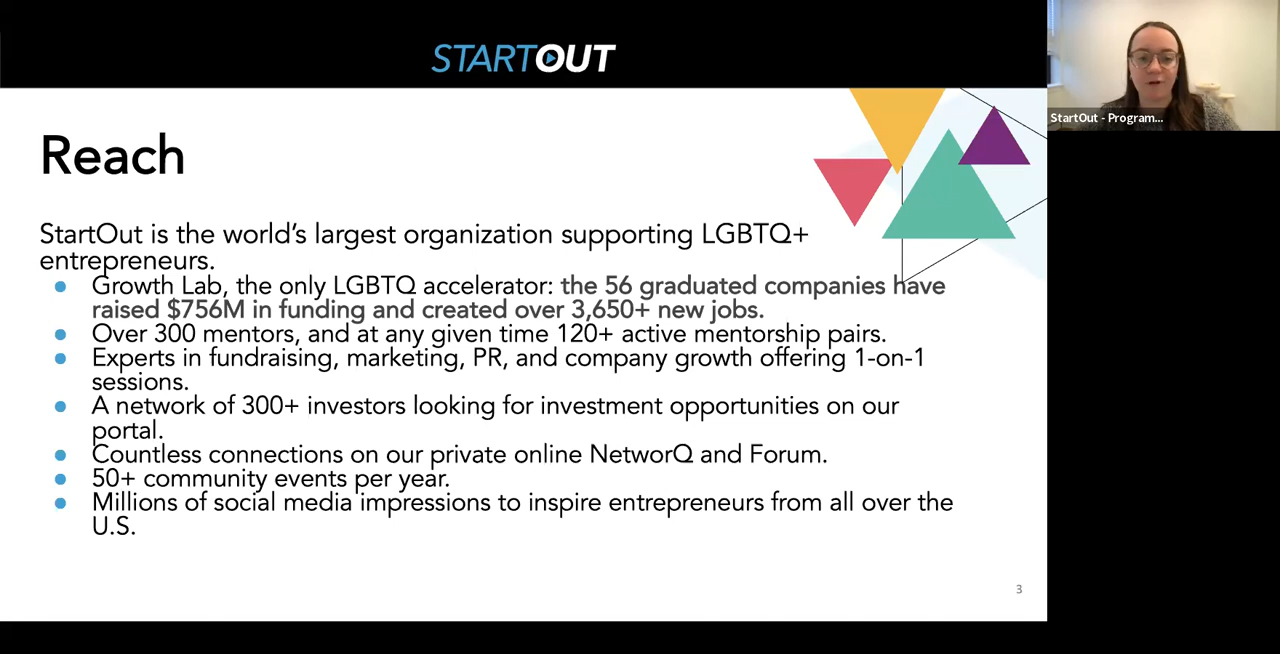 STARTOUT
StartOut - Program...
Reach
StartOut is the world’s largest organization supporting LGBTQ+
entrepreneurs.
● Growth Lab, the only LGBTQ accelerator: the 56 graduated companies have
raised $756M in funding and created over 3,650+ new jobs.
● Over 300 mentors, and at any given time 120+ active mentorship pairs.
● Experts in fundraising, marketing, PR, and company growth offering 1-on-1
sessions.
● A network of 300+ investors looking for investment opportunities on our
portal.
● Countless connections on our private online NetworQ and Forum.
● 50+ community events per year.
● Millions of social media impressions to inspire entrepreneurs from all over the
U.S.
3